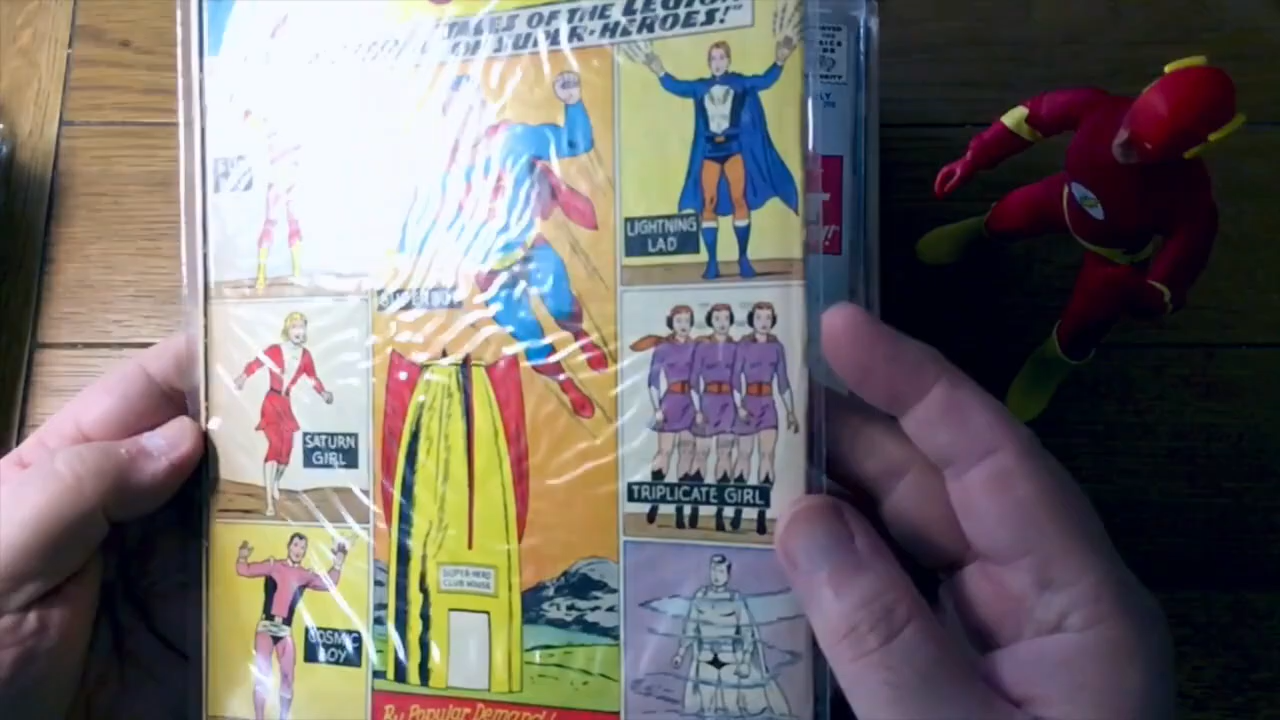 "TALES OF THE LEGION
OF SUPER-HEROES!"
LIGHTNING
LAD
SUPERBOY
SATURN
GIRL
TRIPLICATE GIRL
SUPER-HERO
CLUB HOUSE
COSMIC
BOY
By Popular Demand!